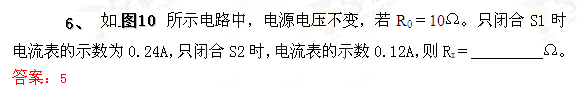 6、 如.图10 所示电路中，电源电压不变，若 R0＝10Ω。只闭合 S1 时
电流表的示数为 0.24A,只闭合 S2 时,电流表的示数 0.12A,则 Rx＝________Ω。
答案：5